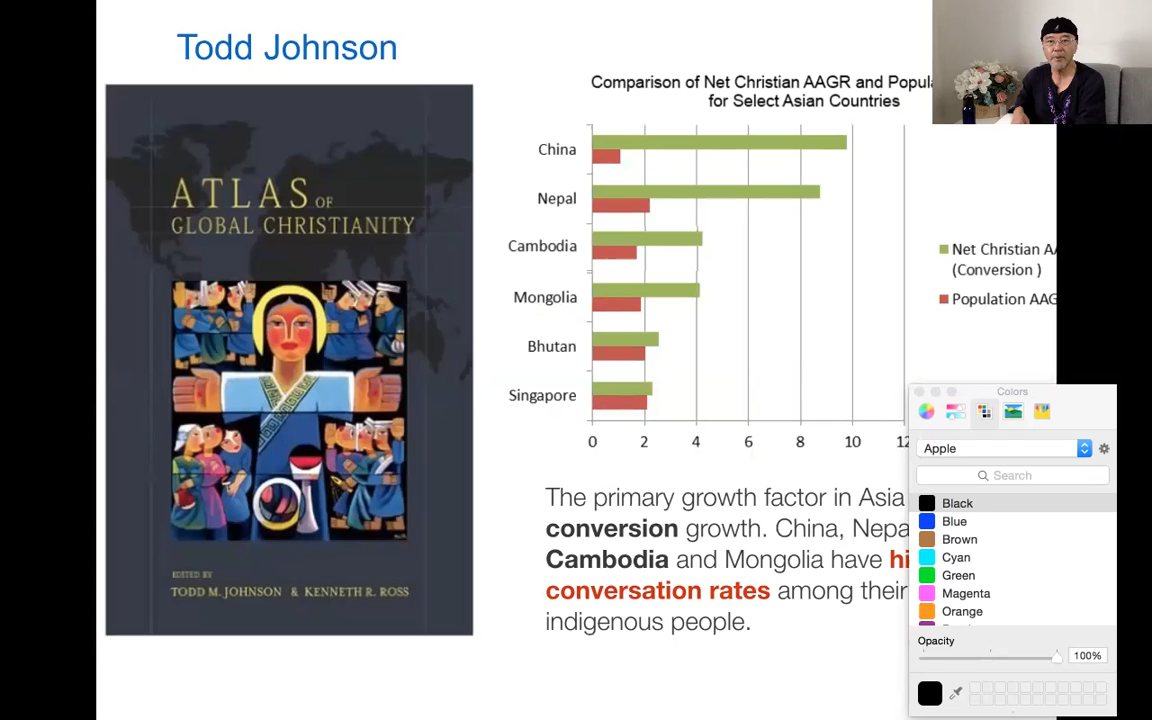 Todd Johnson
ATLAS OF
GLOBAL CHRISTIANITY
EDITED BY
TODD M. JOHNSON & KENNETH R. ROSS
Comparison of Net Christian AAGR and Popul
for Select Asian Countries
China
Nepal
Cambodia
Mongolia
Bhutan
Singapore
0 2 4 6 8 10 12
Net Christian AA
(Conversion )
Population AAG
The primary growth factor in Asia
conversion growth. China, Nepa
Cambodia and Mongolia have hi
conversation rates among their
indigenous people.
Colors
Apple
Search
Black
Blue
Brown
Cyan
Green
Magenta
Orange
Opacity
100%